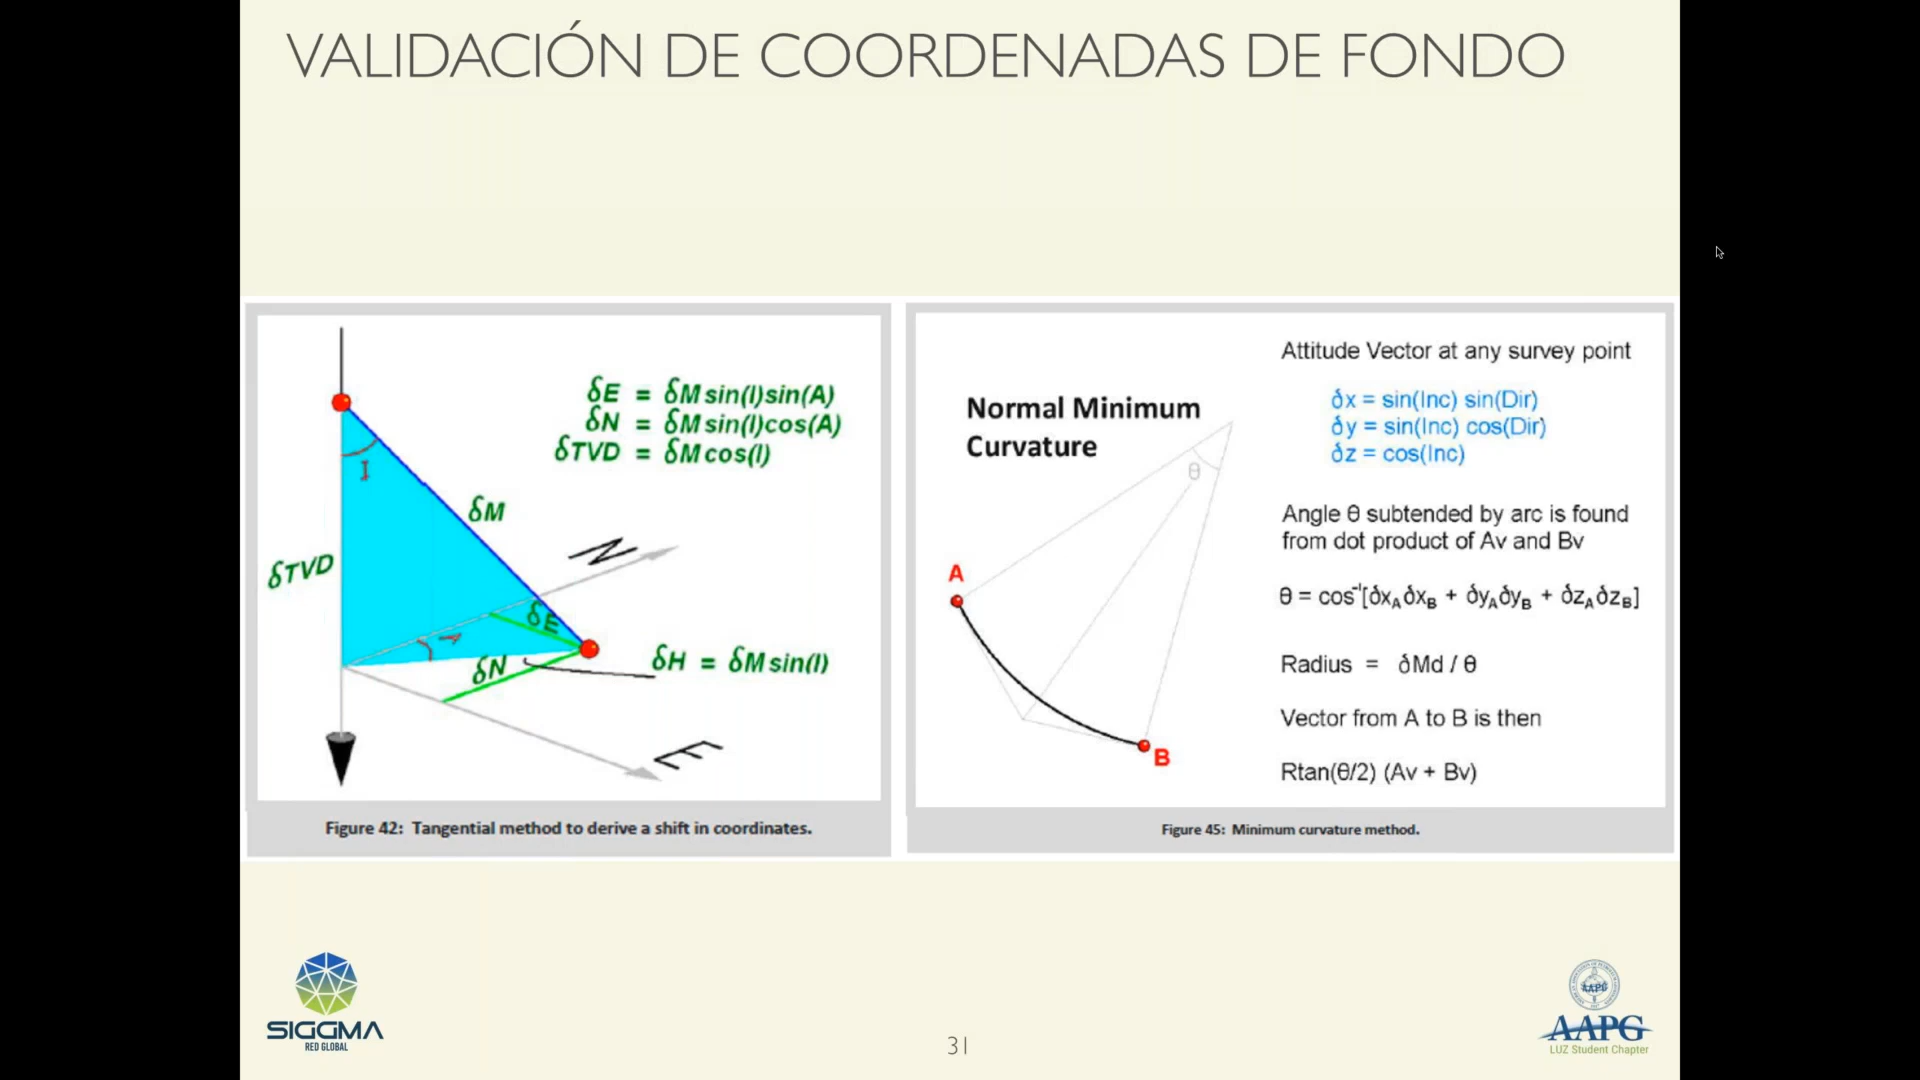 VALIDACIÓN DE COORDENADAS DE FONDO
δE = δM sin(I)sin(A)
δN = δM sin(I)cos(A)
δTVD = δM cos(I)
I
δM
N
δTVD
δE
A
δN
δH = δM sin(I)
E
Figure 42: Tangential method to derive a shift in coordinates.
Normal Minimum
Curvature
θ
A
B
Attitude Vector at any survey point
δx = sin(Inc) sin(Dir)
δy = sin(Inc) cos(Dir)
δz = cos(Inc)
Angle θ subtended by arc is found
from dot product of Av and Bv
θ = cos⁻¹[δxAδxB + δyAδyB + δzAδzB]
Radius = δMd / θ
Vector from A to B is then
Rtan(θ/2) (Av + Bv)
Figure 45: Minimum curvature method.
SIGGMA
RED GLOBAL
31
AAPG
AAPG
LUZ Student Chapter